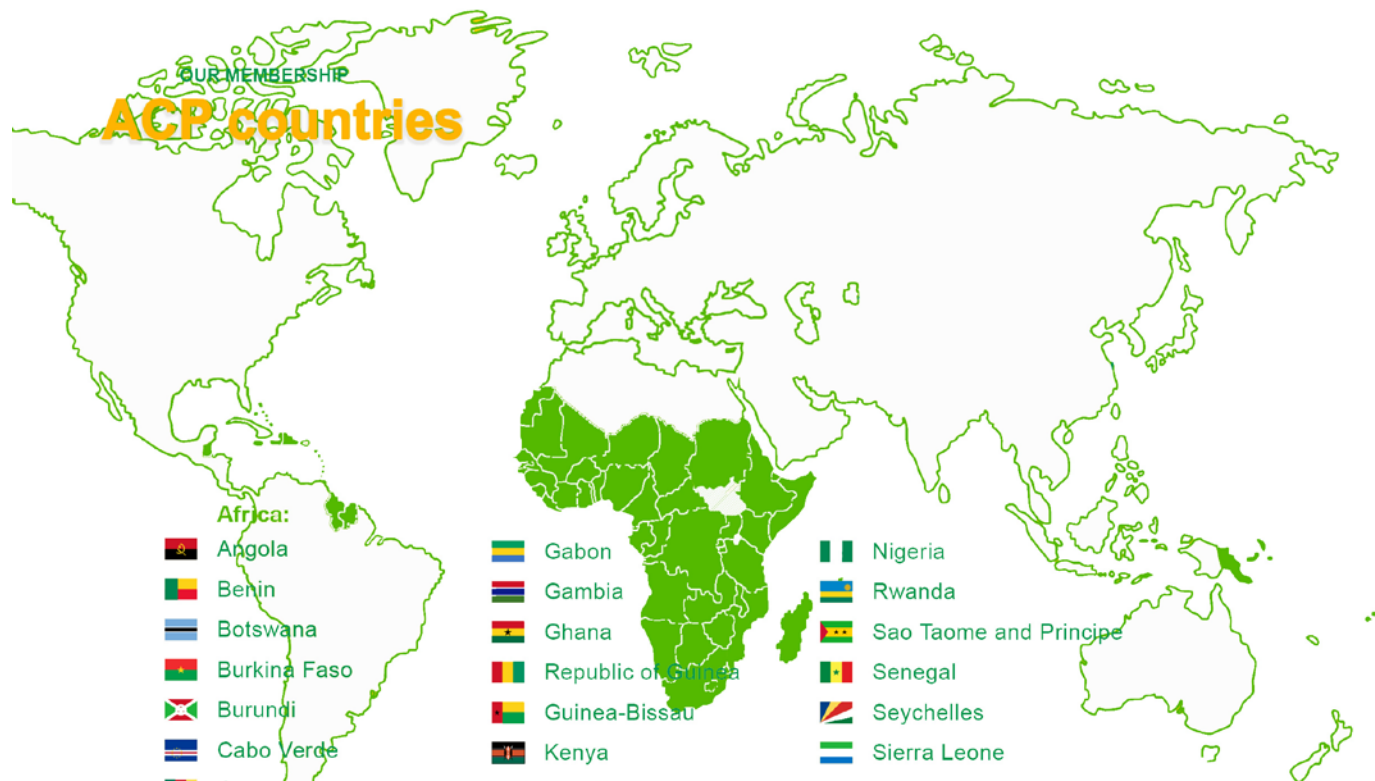 OUR MEMBERSHIP
ACP countries
Africa:
Angola
Benin
Botswana
Burkina Faso
Burundi
Cabo Verde
Gabon
Gambia
Ghana
Republic of Guinea
Guinea-Bissau
Kenya
Nigeria
Rwanda
Sao Taome and Principe
Senegal
Seychelles
Sierra Leone